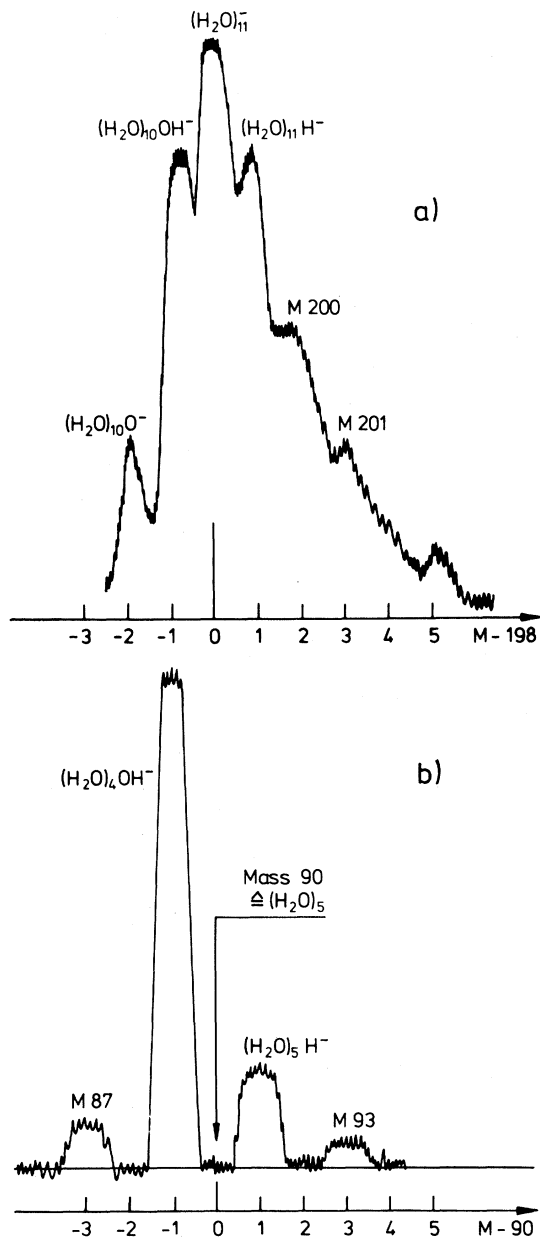 (H₂O)₁₁⁻
(H₂O)₁₀OH⁻ (H₂O)₁₁H⁻
a)
M 200
(H₂O)₁₀O⁻ M 201
-3 -2 -1 0 1 2 3 4 5 M-198
(H₂O)₄OH⁻ b)
Mass 90
≙(H₂O)₅
(H₂O)₅H⁻
M 87
M 93
-3 -2 -1 0 1 2 3 4 5 M-90